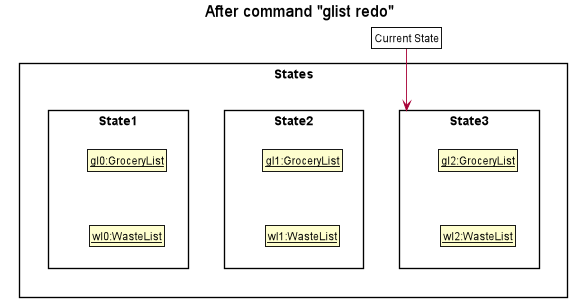 After command "glist redo"
Current State
States
State1 State2 State3
gl0:GroceryList gl1:GroceryList gl2:GroceryList
wl0:WasteList wl1:WasteList wl2:WasteList